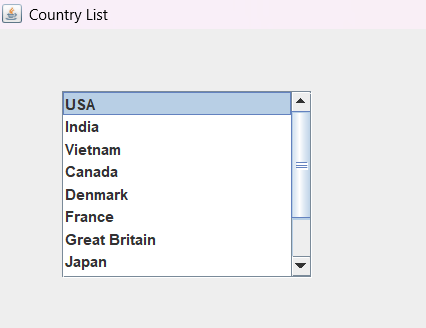 Country List
USA
India
Vietnam
Canada
Denmark
France
Great Britain
Japan